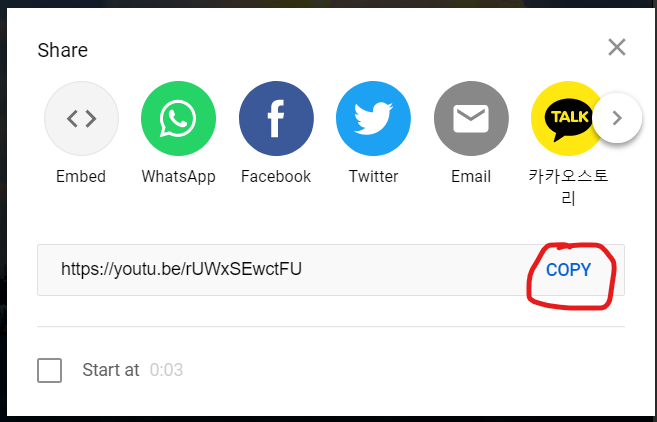 Share
TALK
Embed
WhatsApp
Facebook
Twitter
Email
카카오스토
리
https://youtu.be/rUWxSEwctFU
COPY
Start at 0:03